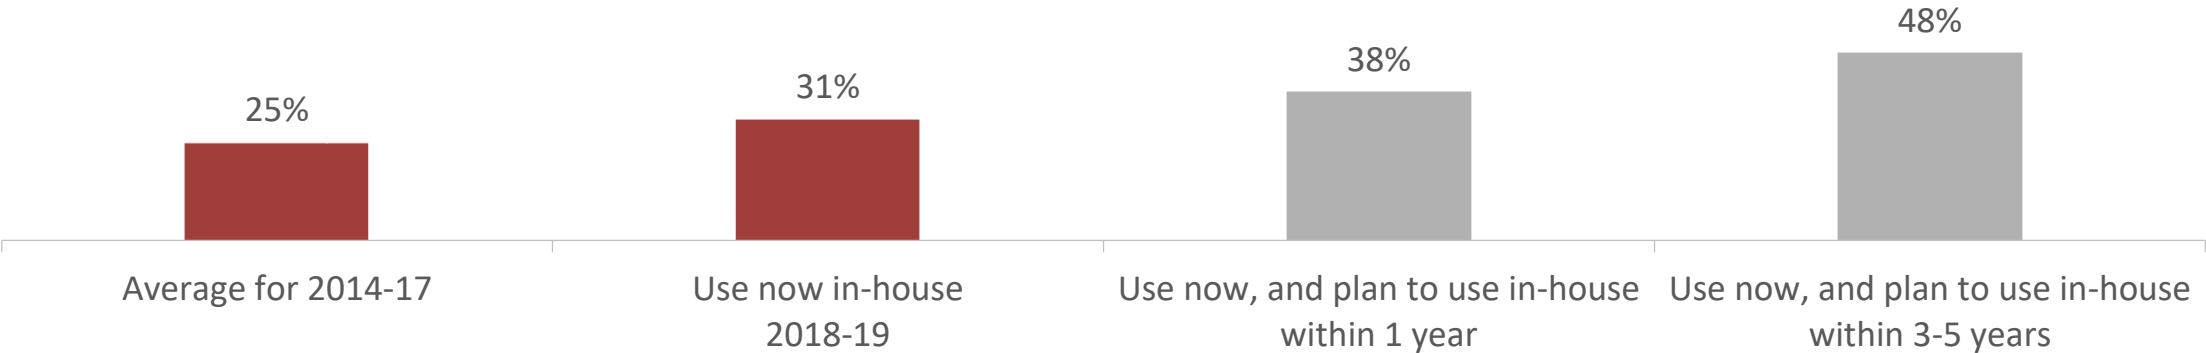 25%
31%
38%
48%
Average for 2014-17
Use now in-house
2018-19
Use now, and plan to use in-house
within 1 year
Use now, and plan to use in-house
within 3-5 years